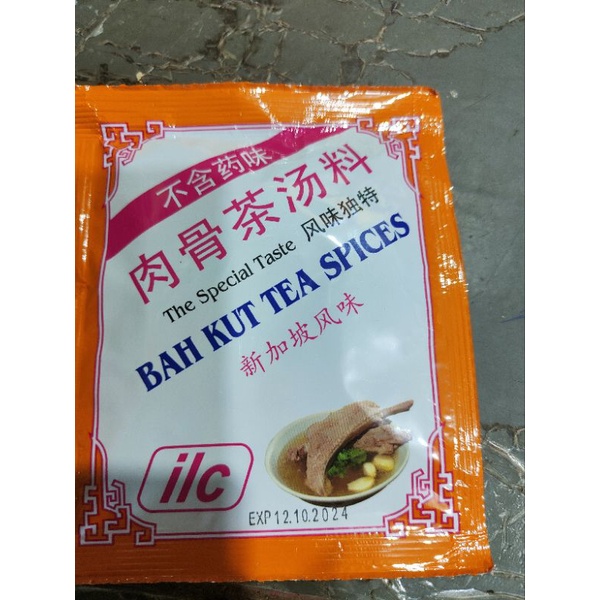 不含药味
肉骨茶汤料
The Special Taste 风味独特
BAH KUT TEA SPICES
新加坡风味
ilc
EXP 12.10.2024